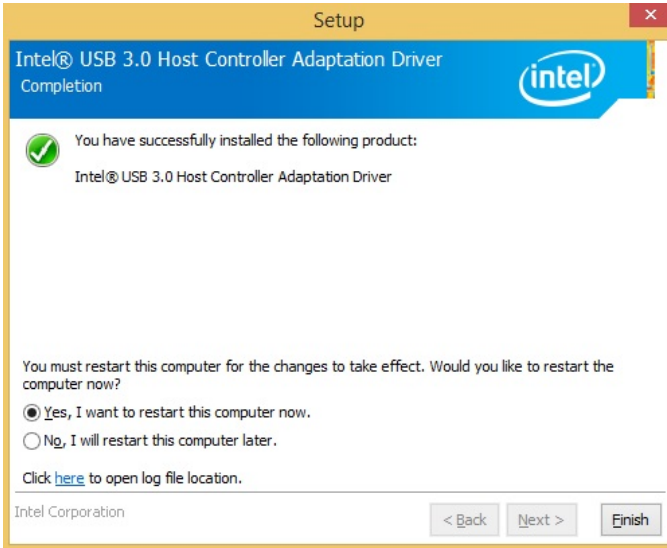 Setup
Intel® USB 3.0 Host Controller Adaptation Driver
Completion
intel
You have successfully installed the following product:
Intel® USB 3.0 Host Controller Adaptation Driver
You must restart this computer for the changes to take effect. Would you like to restart the
computer now?
Yes, I want to restart this computer now.
No, I will restart this computer later.
Click here to open log file location.
Intel Corporation
< Back
Next >
Finish